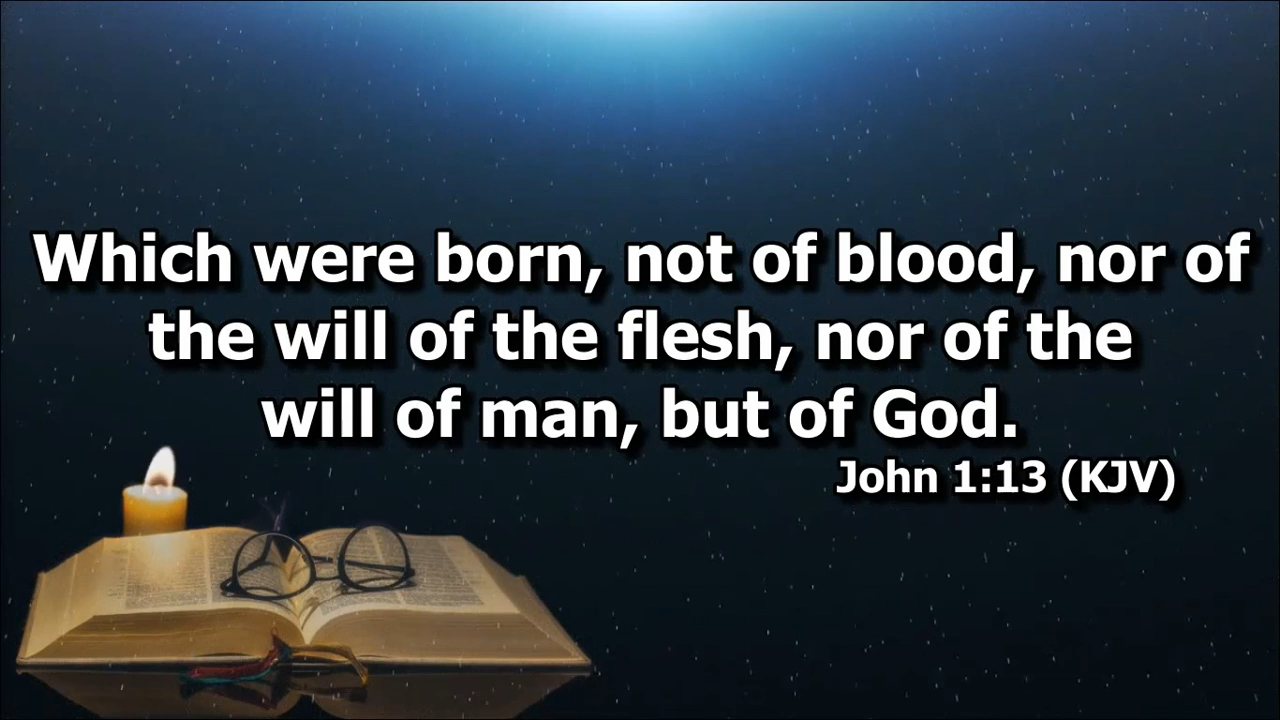 Which were born, not of blood, nor of
the will of the flesh, nor of the
will of man, but of God.
John 1:13 (KJV)